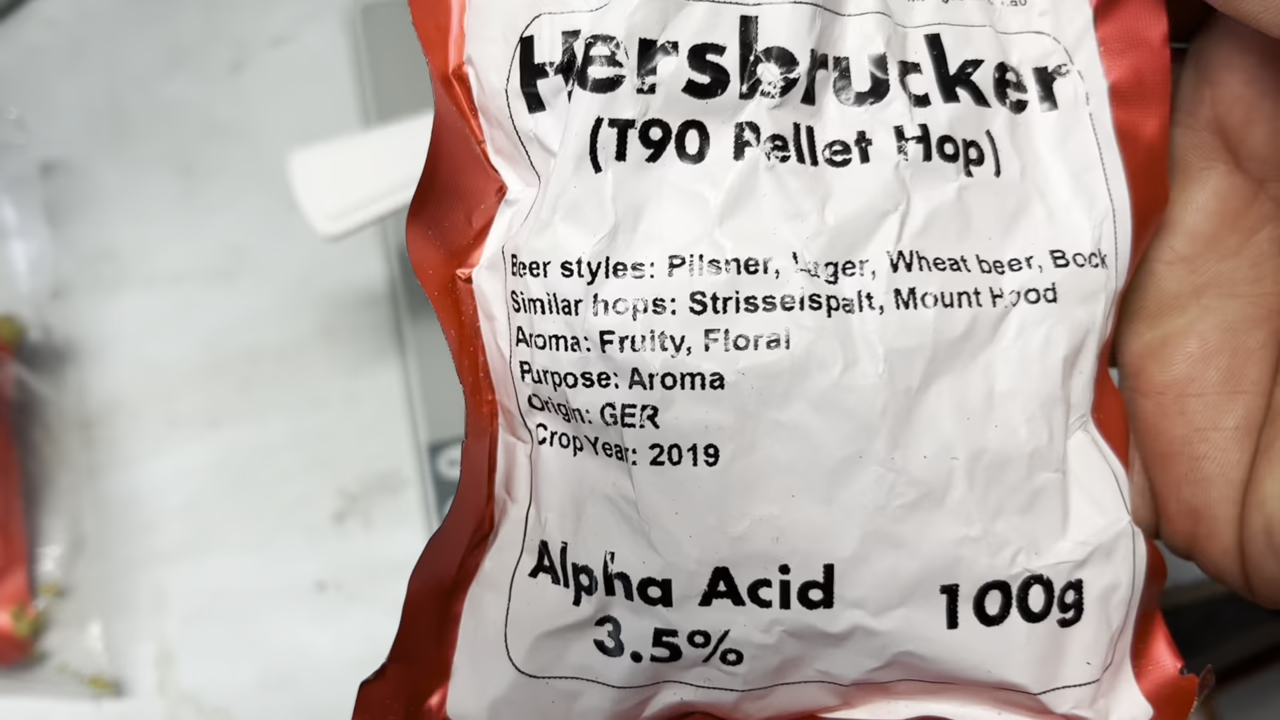 Hersbrucker
(T90 Pellet Hop)
Beer styles: Pilsner, Lager, Wheat beer, Bock
Similar hops: Strisselspalt, Mount Hood
Aroma: Fruity, Floral
Purpose: Aroma
Origin: GER
Crop Year: 2019
Alpha Acid 100g
3.5%